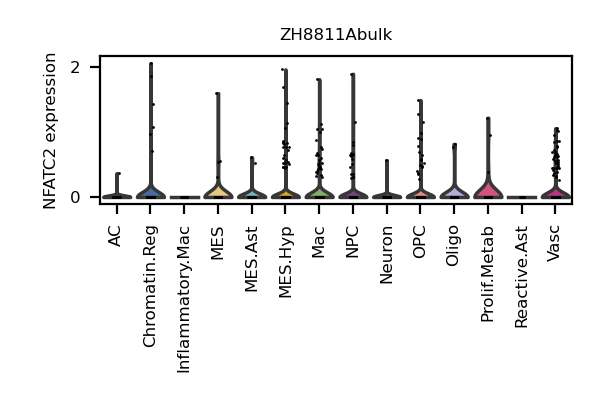 ZH8811Abulk
NFATC2 expression
2
0
AC
Chromatin.Reg
Inflammatory.Mac
MES
MES.Ast
MES.Hyp
Mac
NPC
Neuron
OPC
Oligo
Prolif.Metab
Reactive.Ast
Vasc